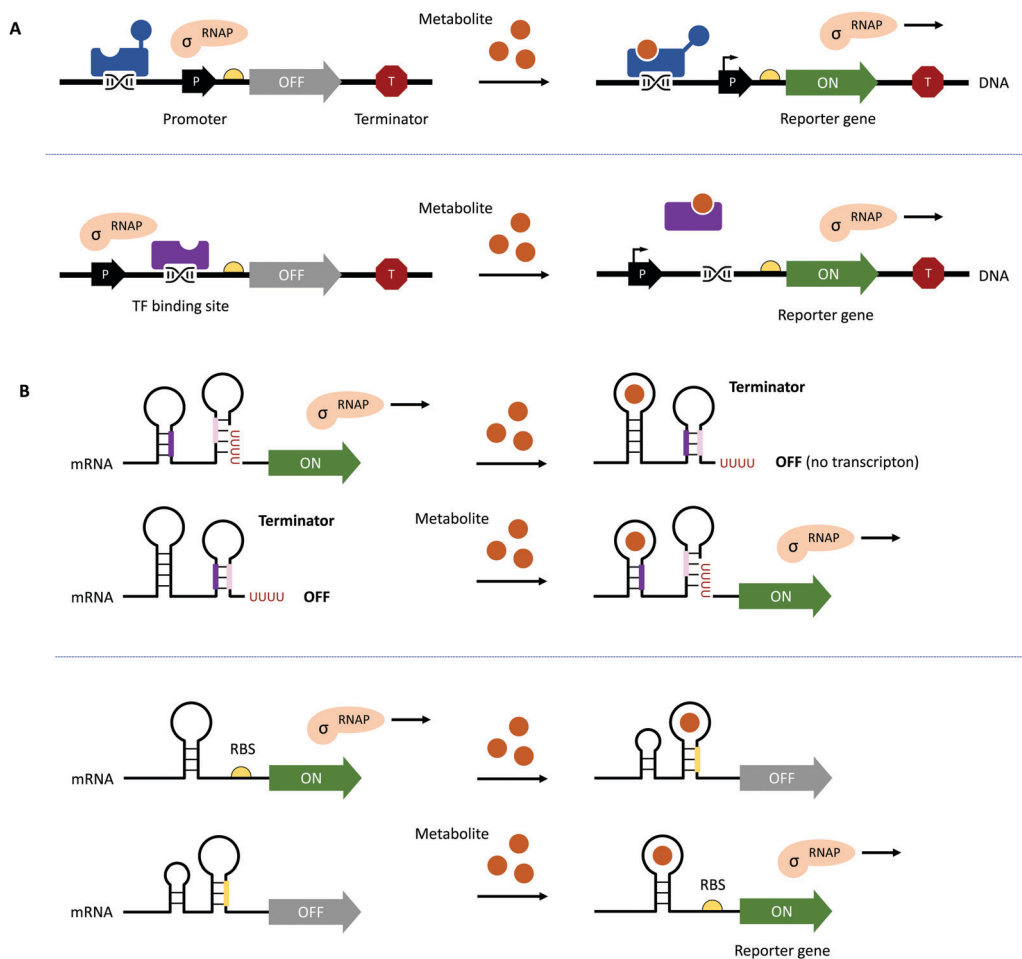 A
σ RNAP
Metabolite
σ RNAP
P OFF T
P ON T DNA
Promoter Terminator
Reporter gene
σ RNAP
Metabolite
σ RNAP
P OFF T
P ON T DNA
TF binding site
Reporter gene
B
σ RNAP
Terminator
UUUU
mRNA ON
UUUU OFF (no transcripton)
Terminator
Metabolite
σ RNAP
UUUU
mRNA UUUU OFF
ON
σ RNAP
RBS
mRNA ON
OFF
Metabolite
σ RNAP
RBS
mRNA OFF
ON
Reporter gene